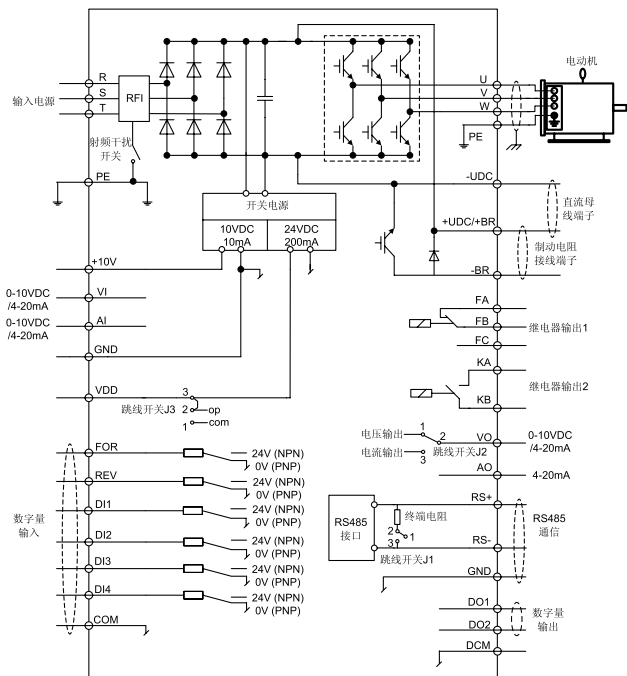 电动机
U
V
W
PE
R
S
T
输入电源
RFI
射频干扰
开关
PE
-UDC
直流母
线端子
+UDC/+BR
制动电阻
接线端子
-BR
开关电源
10VDC
10mA
24VDC
200mA
+10V
0-10VDC
/4-20mA
VI
0-10VDC
/4-20mA
AI
GND
FA
FB
继电器输出1
FC
KA
继电器输出2
KB
VDD
3
跳线开关J3
2
op
1
com
电压输出
1
2
VO
0-10VDC
/4-20mA
跳线开关J2
电流输出
3
AO
4-20mA
FOR
24V (NPN)
0V (PNP)
REV
24V (NPN)
0V (PNP)
DI1
24V (NPN)
0V (PNP)
数字量
输入
DI2
24V (NPN)
0V (PNP)
DI3
24V (NPN)
0V (PNP)
DI4
24V (NPN)
0V (PNP)
COM
RS485
接口
终端电阻
2
1
3
跳线开关J1
RS+
RS-
RS485
通信
GND
DO1
DO2
数字量
输出
DCM